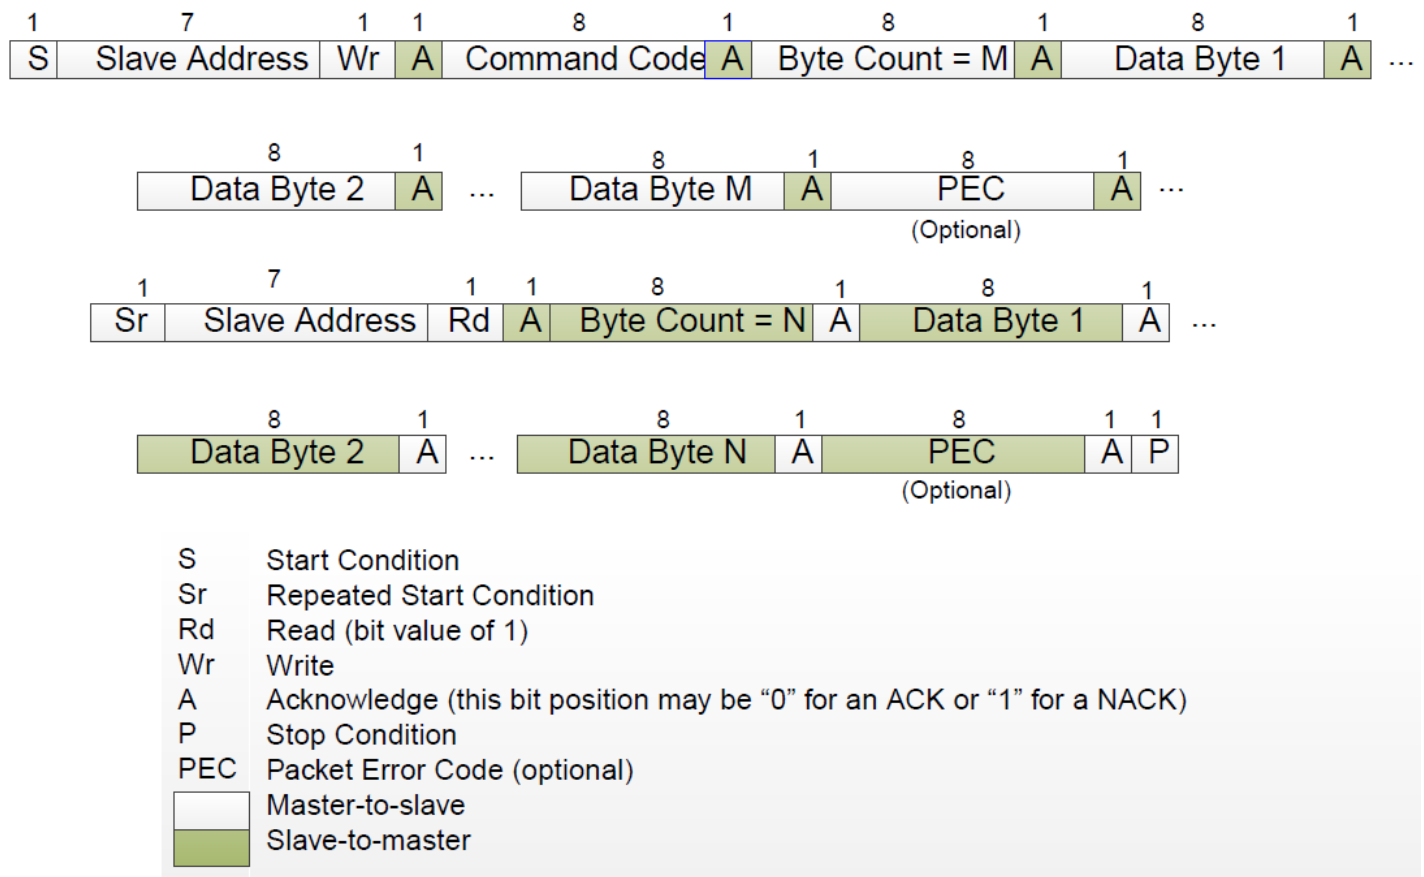 1 7 1 1 8 1 8 1 8 1
S Slave Address Wr A Command Code A Byte Count = M A Data Byte 1 A ...
8 1 8 1 8 1
Data Byte 2 A ... Data Byte M A PEC A ...
(Optional)
1 7 1 1 8 1 8 1
Sr Slave Address Rd A Byte Count = N A Data Byte 1 A ...
8 1 8 1 8 1 1
Data Byte 2 A ... Data Byte N A PEC A P
(Optional)
S Start Condition
Sr Repeated Start Condition
Rd Read (bit value of 1)
Wr Write
A Acknowledge (this bit position may be “0” for an ACK or “1” for a NACK)
P Stop Condition
PEC Packet Error Code (optional)
Master-to-slave
Slave-to-master